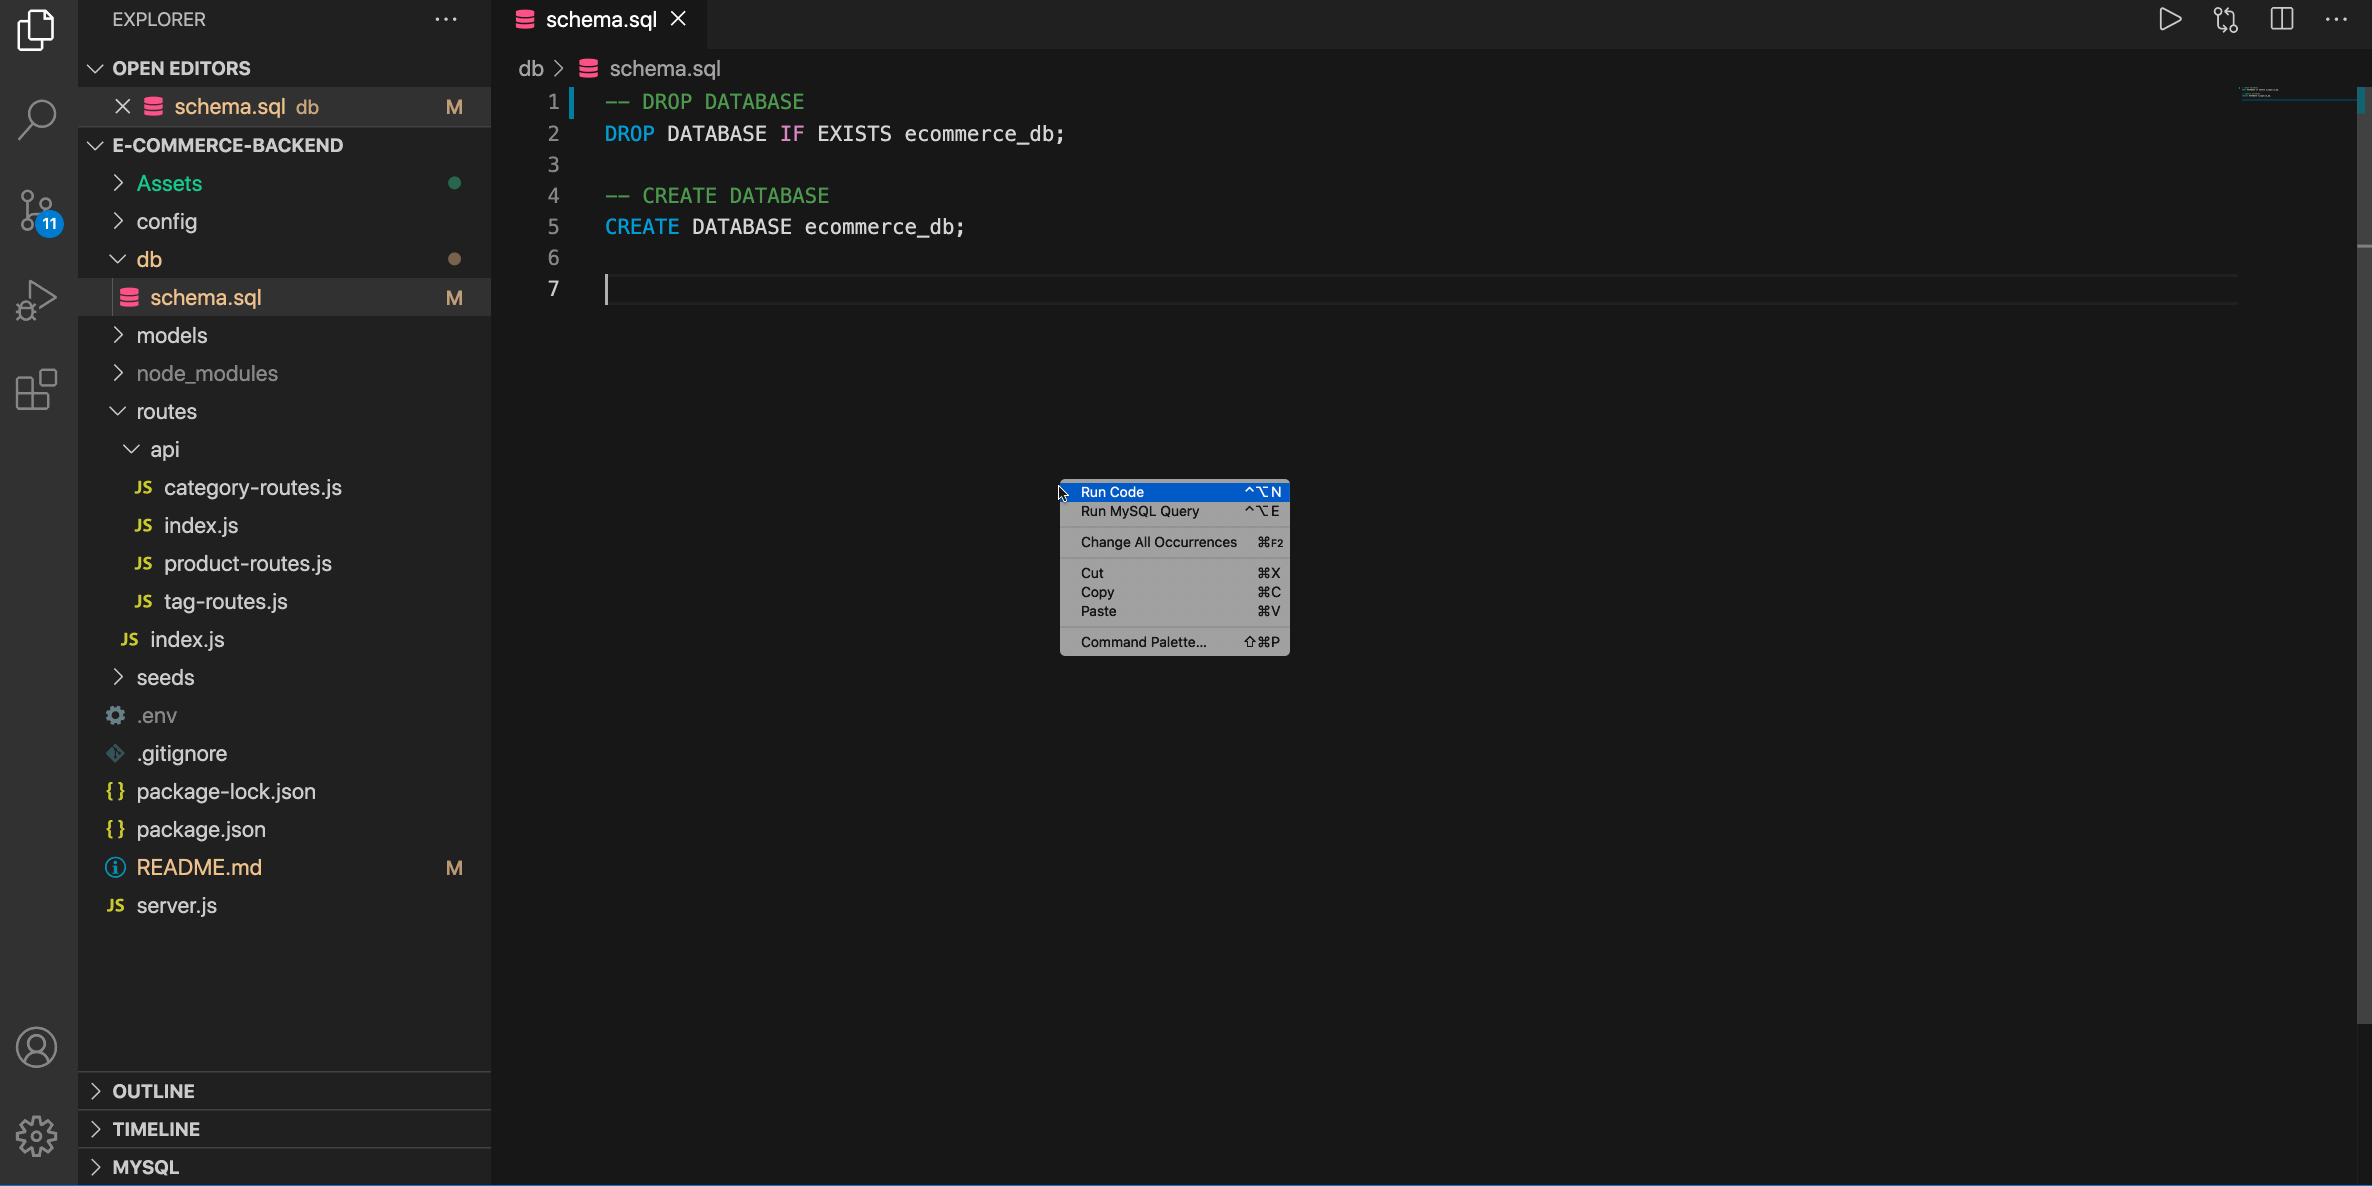 EXPLORER
OPEN EDITORS
schema.sql db M
E-COMMERCE-BACKEND
Assets
config
db
schema.sql M
models
node_modules
routes
api
JS category-routes.js
JS index.js
JS product-routes.js
JS tag-routes.js
JS index.js
seeds
.env
.gitignore
{} package-lock.json
{} package.json
README.md M
JS server.js
OUTLINE
TIMELINE
MYSQL
11
schema.sql
db > schema.sql
1 -- DROP DATABASE
2 DROP DATABASE IF EXISTS ecommerce_db;
3
4 -- CREATE DATABASE
5 CREATE DATABASE ecommerce_db;
6
7
Run Code ^⌥N
Run MySQL Query ^⌥E
Change All Occurrences ⌘F2
Cut ⌘X
Copy ⌘C
Paste ⌘V
Command Palette... ⇧⌘P